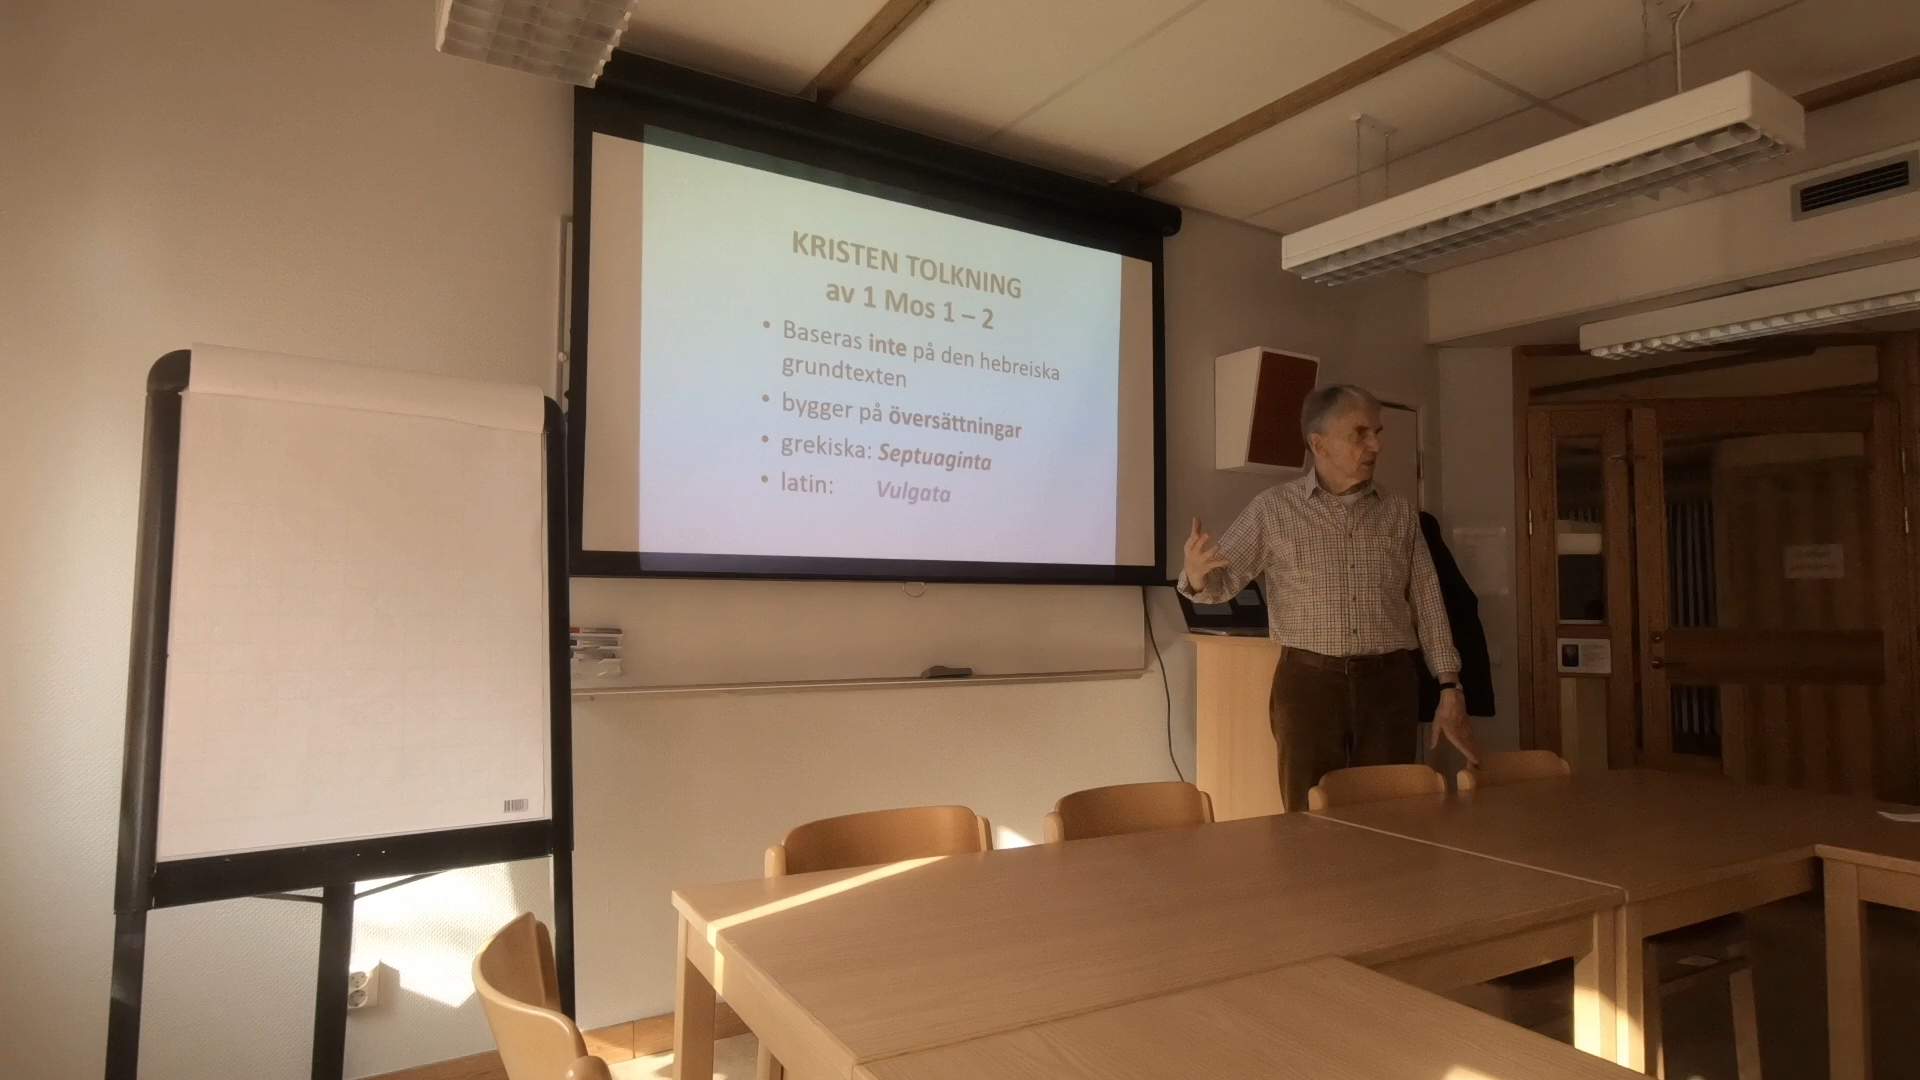 KRISTEN TOLKNING
av 1 Mos 1 – 2
• Baseras inte på den hebreiska
grundtexten
• bygger på översättningar
• grekiska: Septuaginta
• latin: Vulgata